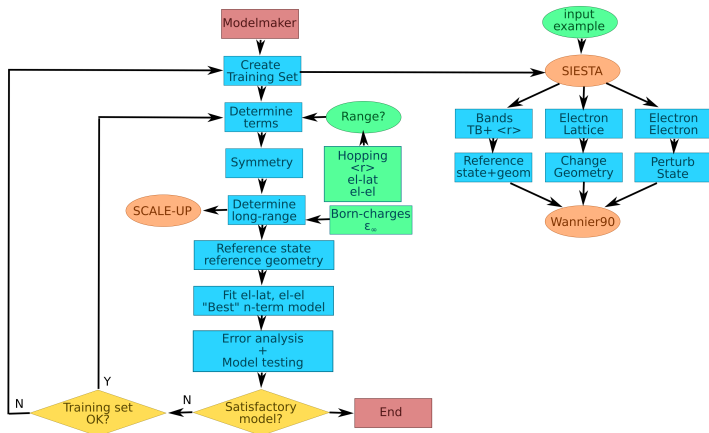 Modelmaker
Create
Training Set
Determine
terms
Range?
Hopping
<r>
el-lat
el-el
Symmetry
Determine
long-range
SCALE-UP
Born-charges
ε∞
Reference state
reference geometry
Fit el-lat, el-el
"Best" n-term model
Error analysis
+
Model testing
Satisfactory
model?
N
Training set
OK?
Y
N
End
input
example
SIESTA
Bands
TB+ <r>
Electron
Lattice
Electron
Electron
Reference
state+geom
Change
Geometry
Perturb
State
Wannier90